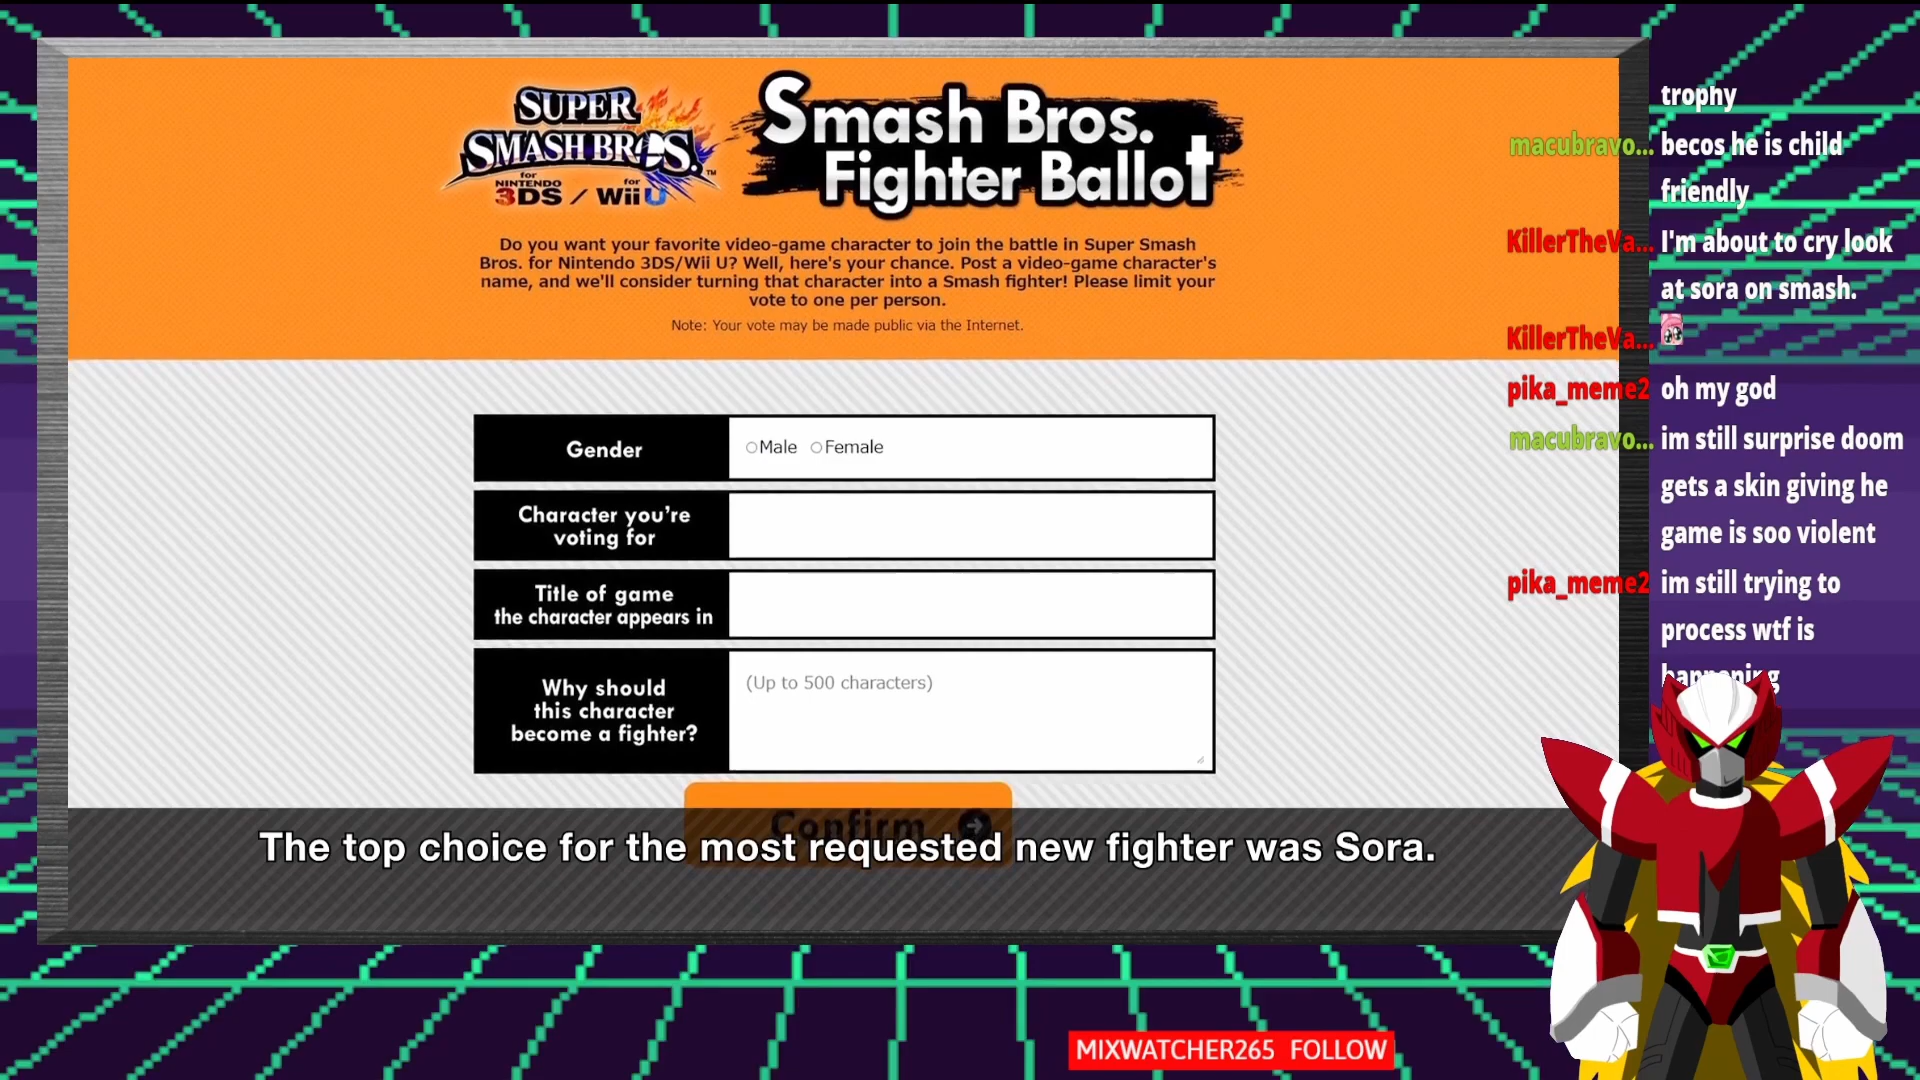 SUPER
SMASH BROS.
for NINTENDO 3DS / for Wii U
Smash Bros.
Fighter Ballot
Do you want your favorite video-game character to join the battle in Super Smash
Bros. for Nintendo 3DS/Wii U? Well, here's your chance. Post a video-game character's
name, and we'll consider turning that character into a Smash fighter! Please limit your
vote to one per person.
Note: Your vote may be made public via the Internet.
Gender
Male Female
Character you're
voting for
Title of game
the character appears in
Why should
this character
become a fighter?
(Up to 500 characters)
Confirm
The top choice for the most requested new fighter was Sora.
trophy
macubravo... becos he is child
friendly
KillerTheVa... I'm about to cry look
at sora on smash.
KillerTheVa...
pika_meme2 oh my god
macubravo... im still surprise doom
gets a skin giving he
game is soo violent
pika_meme2 im still trying to
process wtf is
happening
MIXWATCHER265 FOLLOW